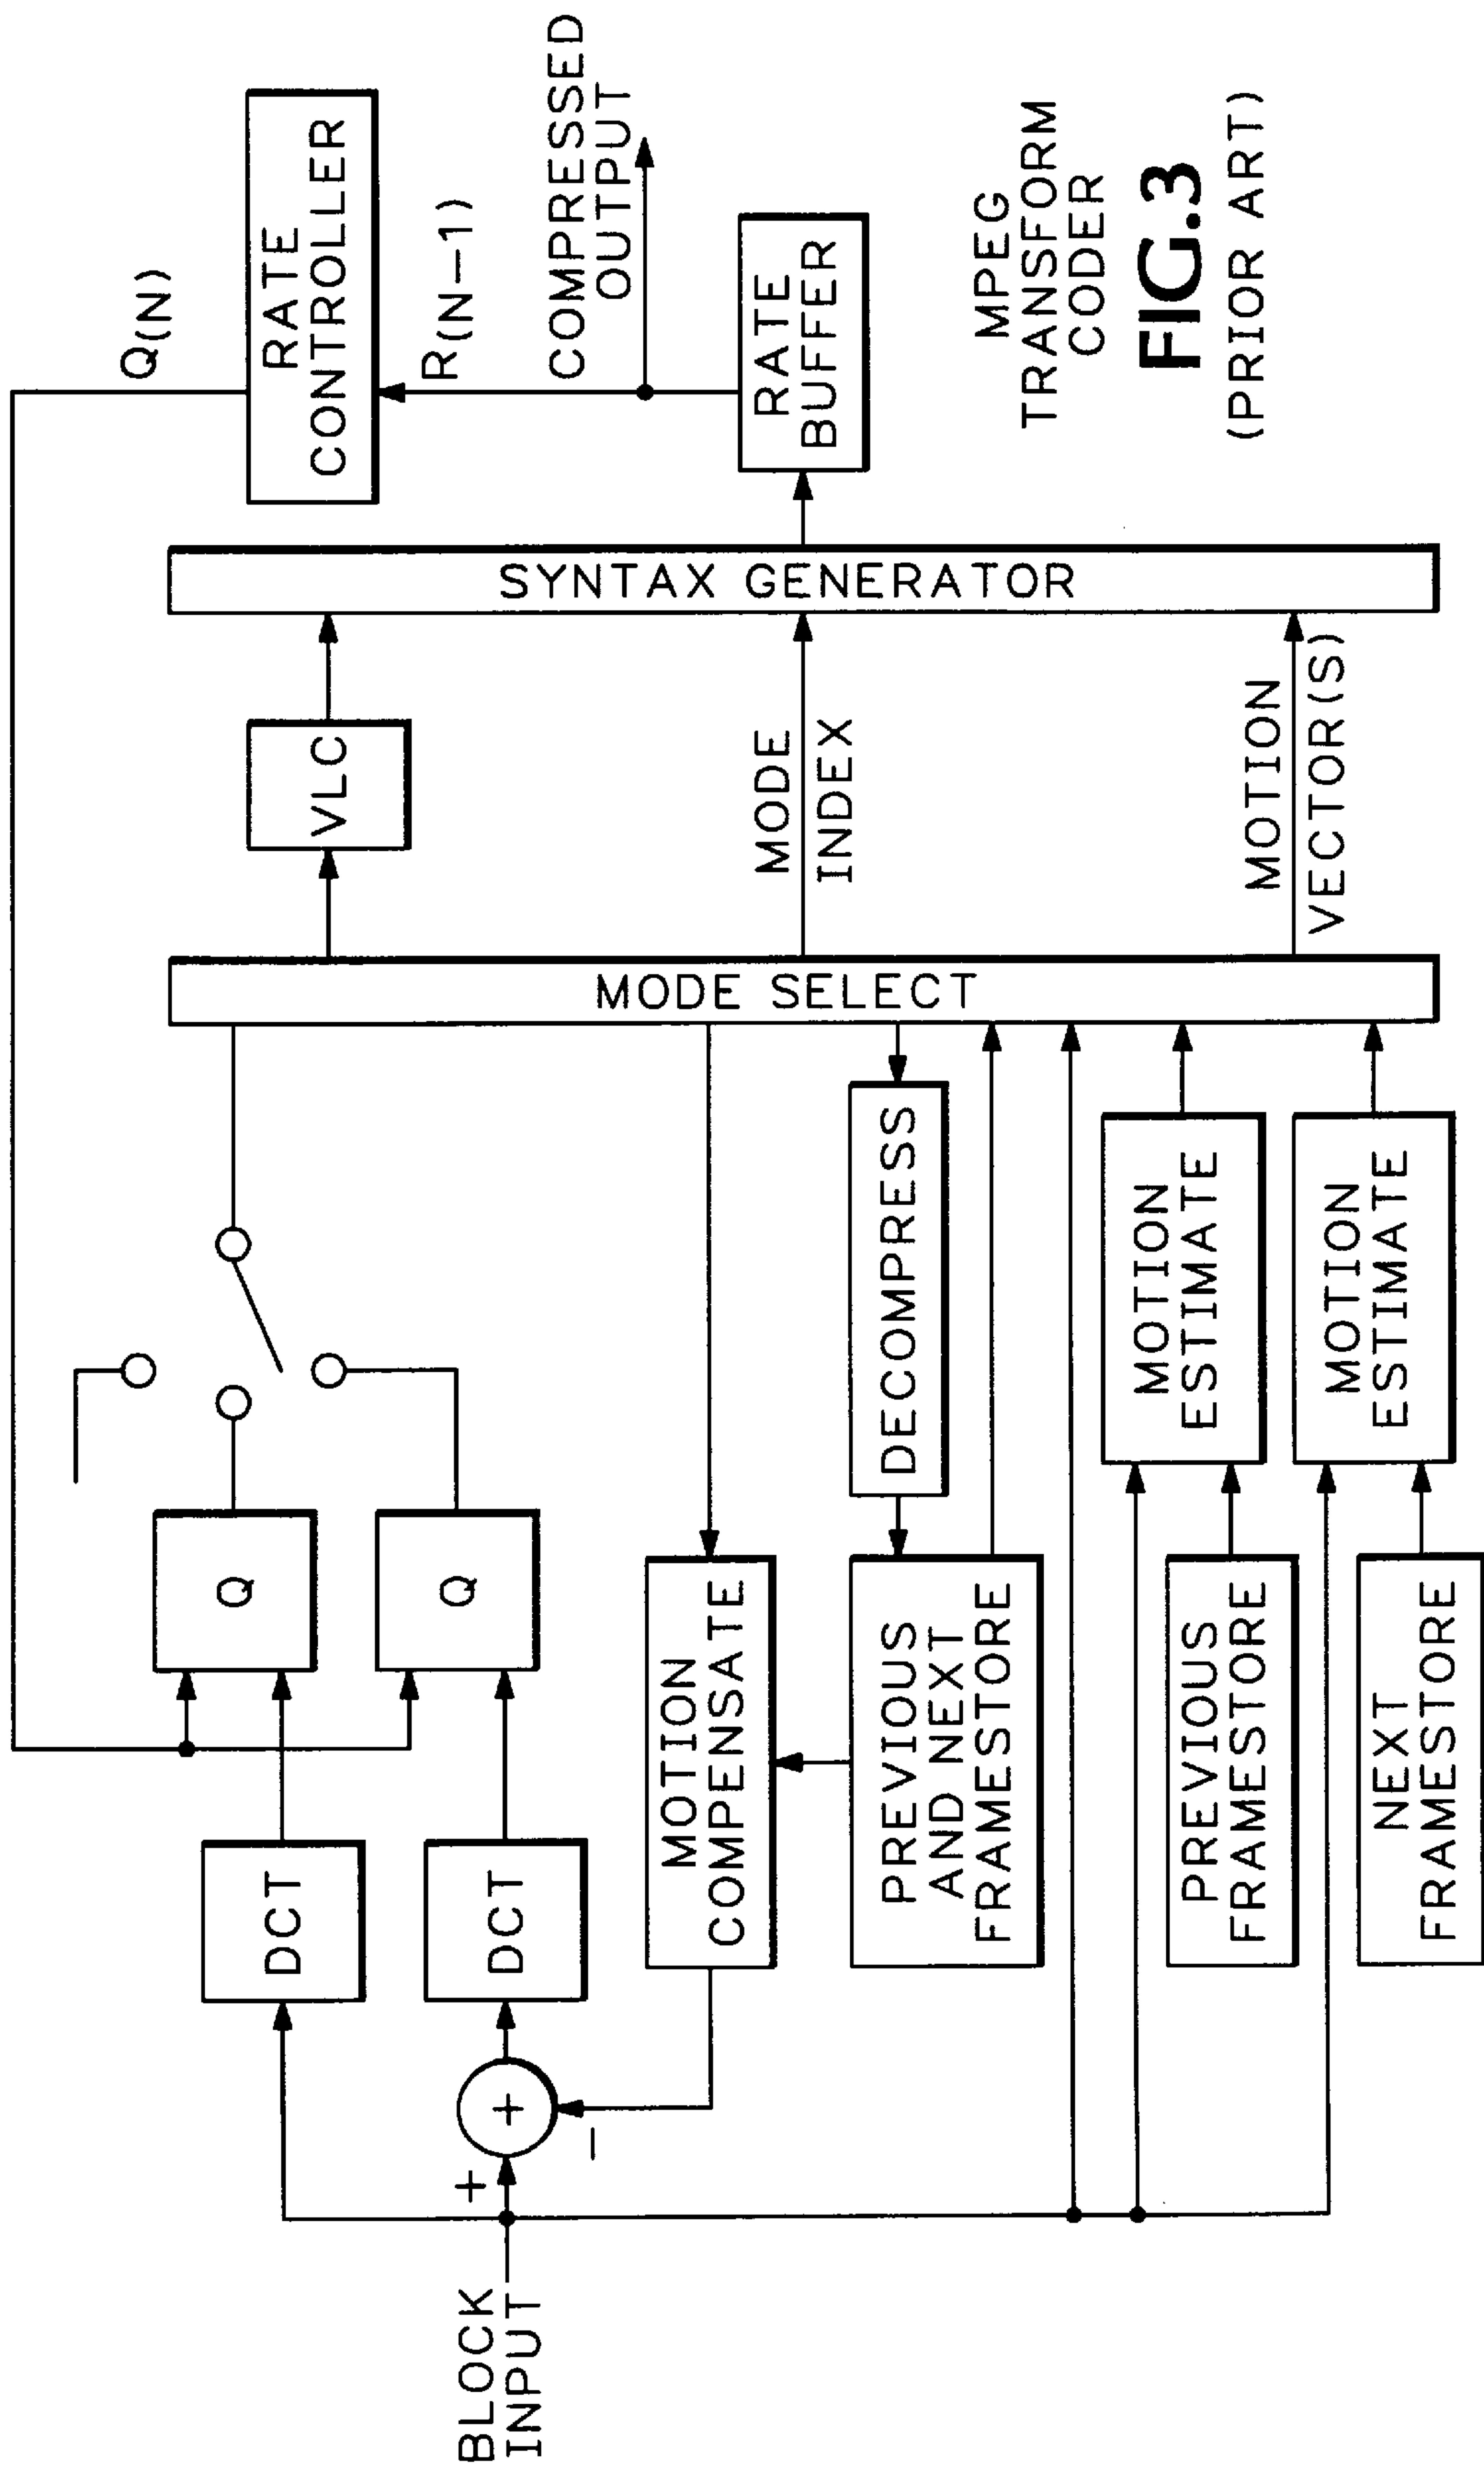 Q(N)
RATE
CONTROLLER
R(N-1)
COMPRESSED
OUTPUT
DCT
Q
VLC
BLOCK
INPUT
+
+
-
DCT
Q
MOTION
COMPENSATE
MODE SELECT
SYNTAX GENERATOR
MODE
INDEX
RATE
BUFFER
PREVIOUS
AND NEXT
FRAMESTORE
DECOMPRESS
MOTION
ESTIMATE
PREVIOUS
FRAMESTORE
MOTION
ESTIMATE
NEXT
FRAMESTORE
MOTION
VECTOR(S)
MPEG
TRANSFORM
CODER
FIG.3
(PRIOR ART)